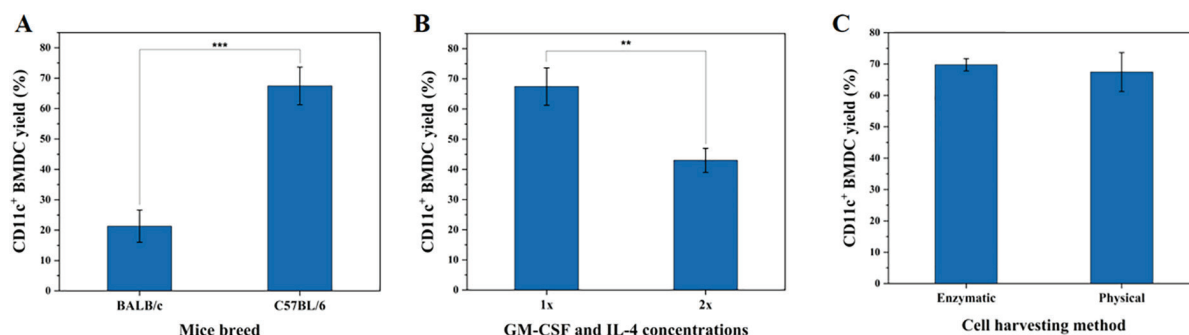 A
CD11c+ BMDC yield (%)
80
70
60
50
40
30
20
10
0
***
BALB/c C57BL/6
Mice breed
B
CD11c+ BMDC yield (%)
80
70
60
50
40
30
20
10
0
**
1x 2x
GM-CSF and IL-4 concentrations
C
CD11c+ BMDC yield (%)
80
70
60
50
40
30
20
10
0
Enzymatic Physical
Cell harvesting method